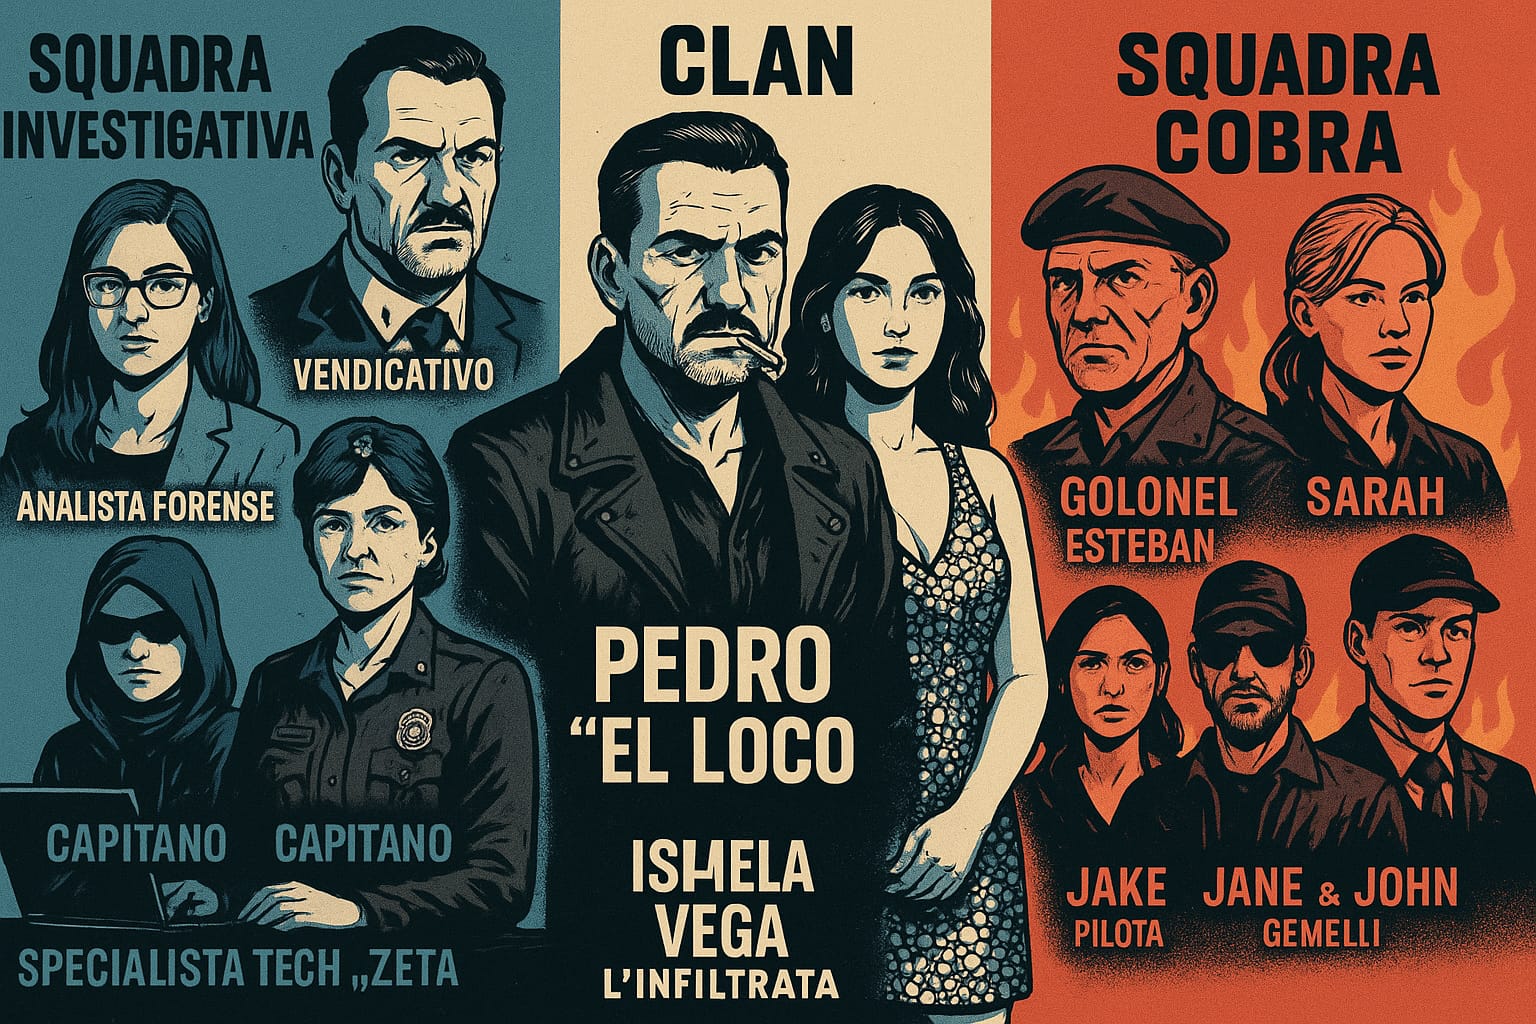 SQUADRA
INVESTIGATIVA
VENDICATIVO
ANALISTA FORENSE
CAPITANO
CAPITANO
SPECIALISTA TECH „ZETA
CLAN
PEDRO
“EL LOCO
ISHELA
VEGA
L'INFILTRATA
SQUADRA
COBRA
GOLONEL
ESTEBAN
SARAH
JAKE
PILOTA
JANE & JOHN
GEMELLI